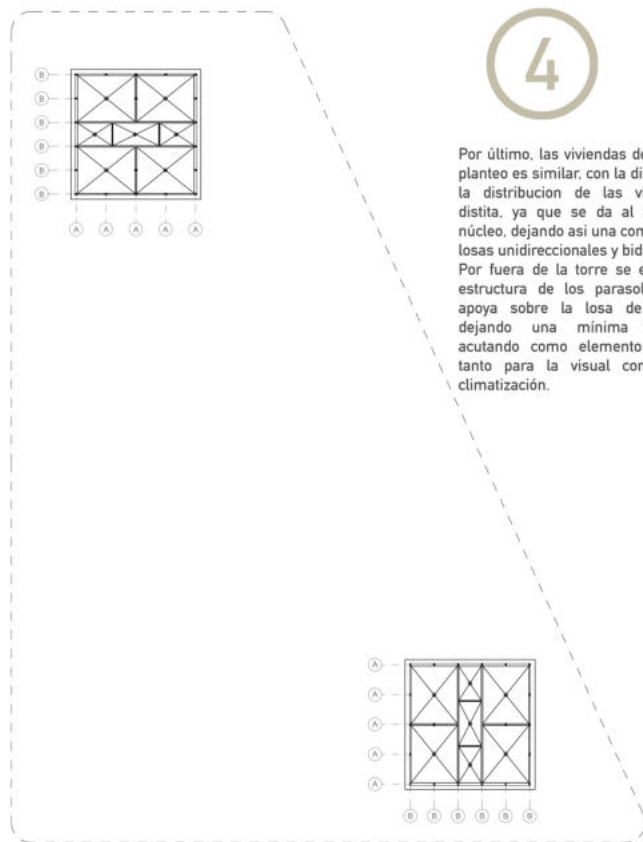 4
Por último, las viviendas de
planteo es similar, con la di
la distribucion de las v
distita, ya que se da al
núcleo, dejando asi una con
losas unidireccionales y bid
Por fuera de la torre se e
estructura de los parasol
apoya sobre la losa de
dejando una mínima
acutando como elemento
tanto para la visual con
climatización.
B
B
B
B
B
B
A A A A A
A
A
A
A
A
B B B B B B